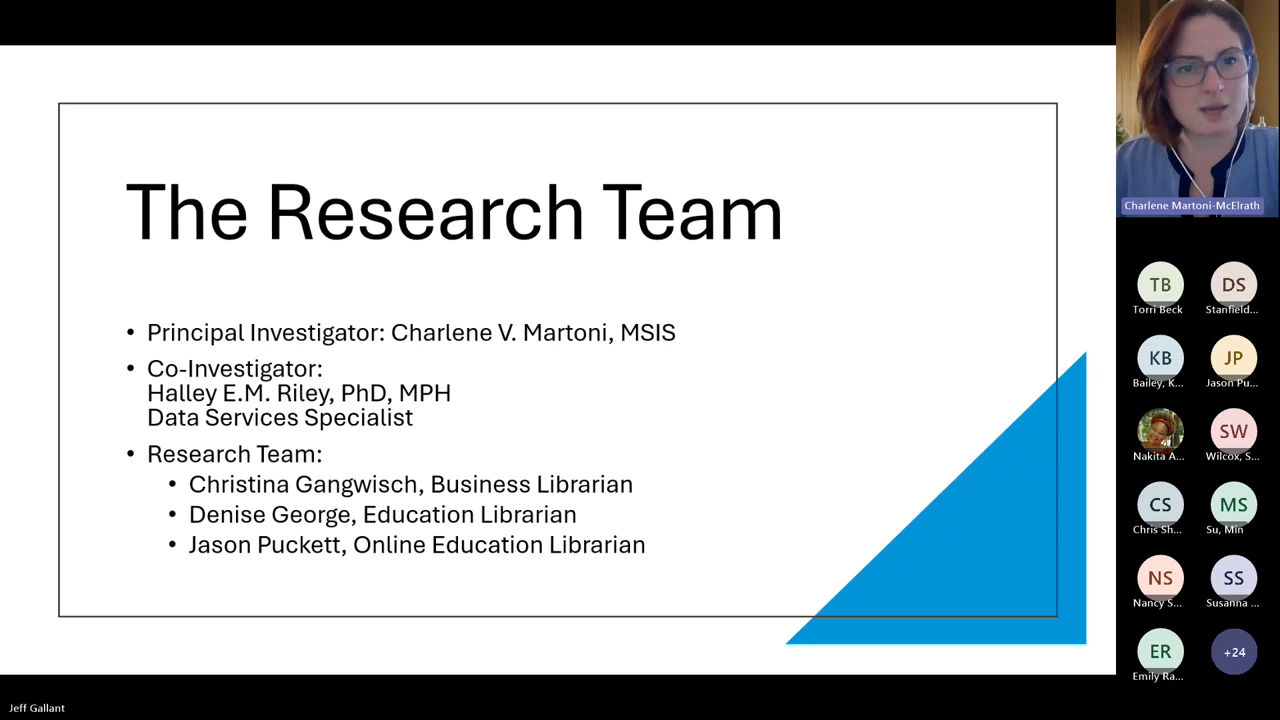 The Research Team
• Principal Investigator: Charlene V. Martoni, MSIS
• Co-Investigator:
Halley E.M. Riley, PhD, MPH
Data Services Specialist
• Research Team:
• Christina Gangwisch, Business Librarian
• Denise George, Education Librarian
• Jason Puckett, Online Education Librarian
Charlene Martoni-McElrath
TB DS
Torri Beck Stanfield...
KB JP
Bailey, K... Jason Pu...
SW
Nakita A... Wilcox, S...
CS MS
Chris Sh... Su, Min
NS SS
Nancy S... Susanna ...
ER +24
Emily Ra...
Jeff Gallant